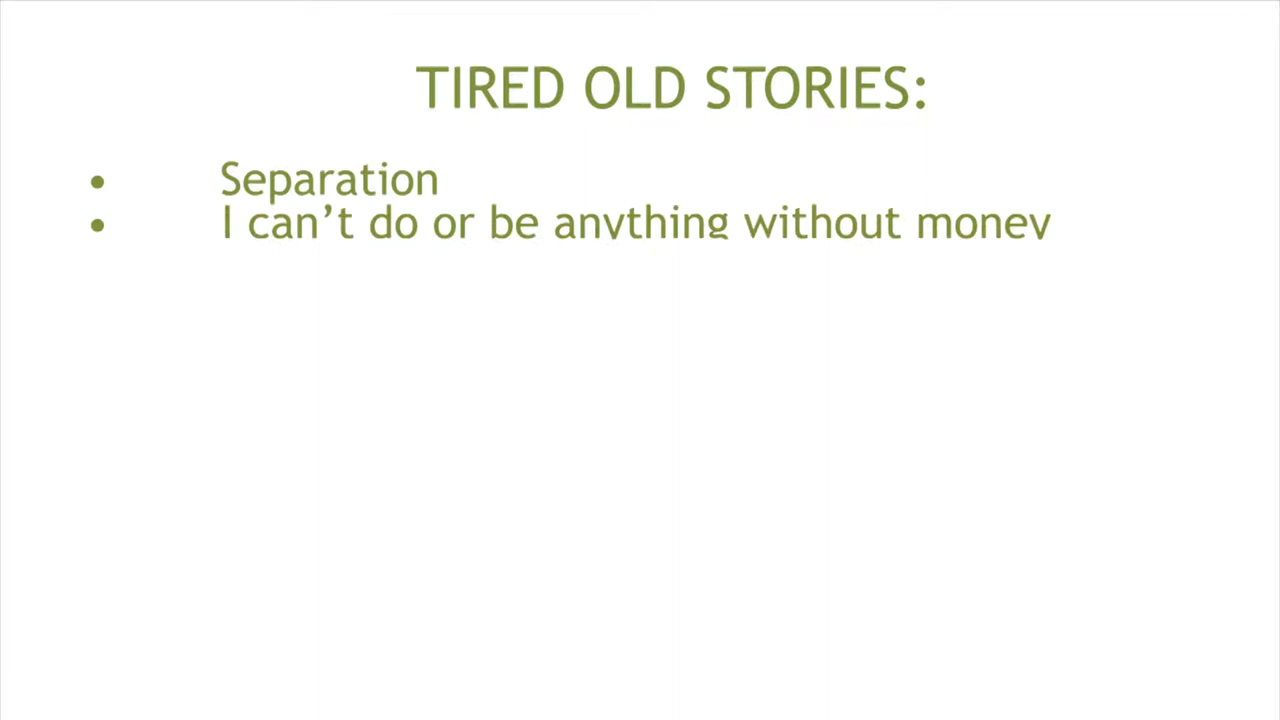 TIRED OLD STORIES:
• Separation
• I can’t do or be anything without money